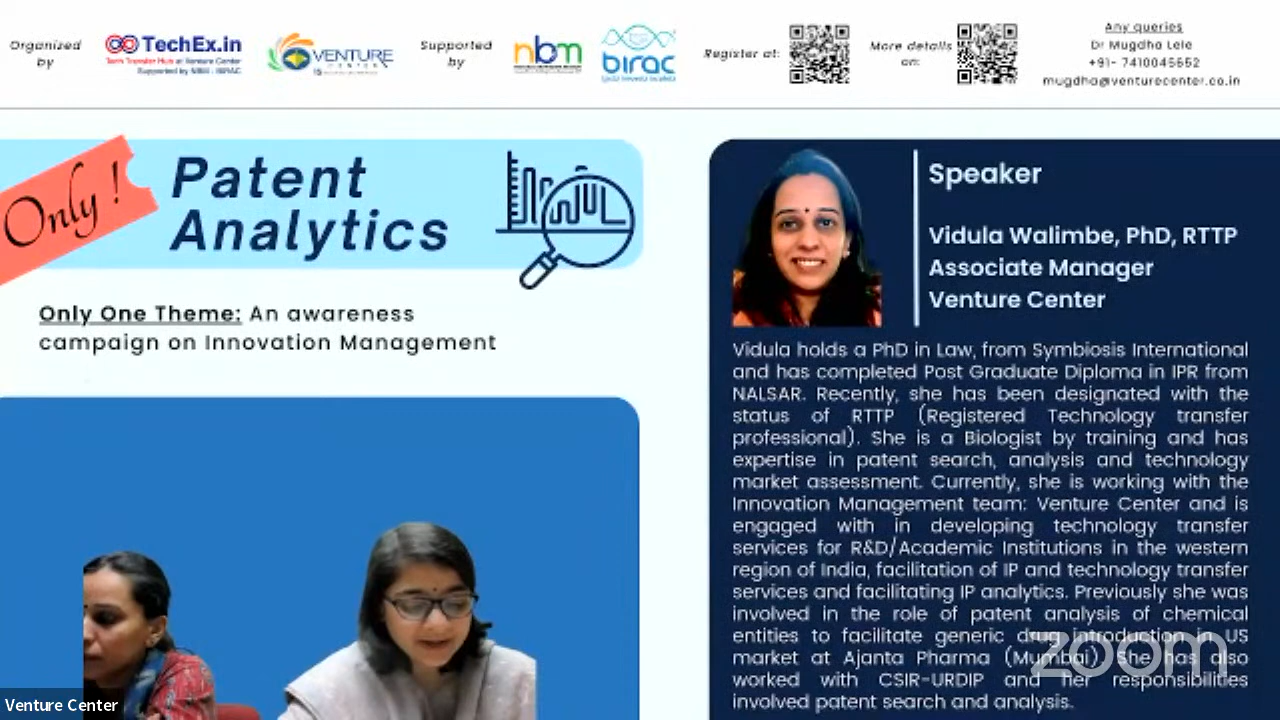 Organized
by
TechEx.in
Tech Transfer Hub at Venture Center
Supported by NBM - BIRAC
VENTURE
CENTER
Supported
by
nbm
birac
Register at:
More details
on:
Any queries
Dr Mugdha Lele
+91- 7410045652
mugdha@venturecenter.co.in
Only !
Patent
Analytics
Only One Theme: An awareness
campaign on Innovation Management
Speaker
Vidula Walimbe, PhD, RTTP
Associate Manager
Venture Center
Vidula holds a PhD in Law, from Symbiosis International
and has completed Post Graduate Diploma in IPR from
NALSAR. Recently, she has been designated with the
status of RTTP (Registered Technology transfer
professional). She is a Biologist by training and has
expertise in patent search, analysis and technology
market assessment. Currently, she is working with the
Innovation Management team: Venture Center and is
engaged with in developing technology transfer
services for R&D/Academic Institutions in the western
region of India, facilitation of IP and technology transfer
services and facilitating IP analytics. Previously she was
involved in the role of patent analysis of chemical
entities to facilitate generic drug introduction US
market at Ajanta Pharma (Mumbai) She has also
worked with CSIR-URDIP and her responsibilities
involved patent search and analysis.
zoom
Venture Center